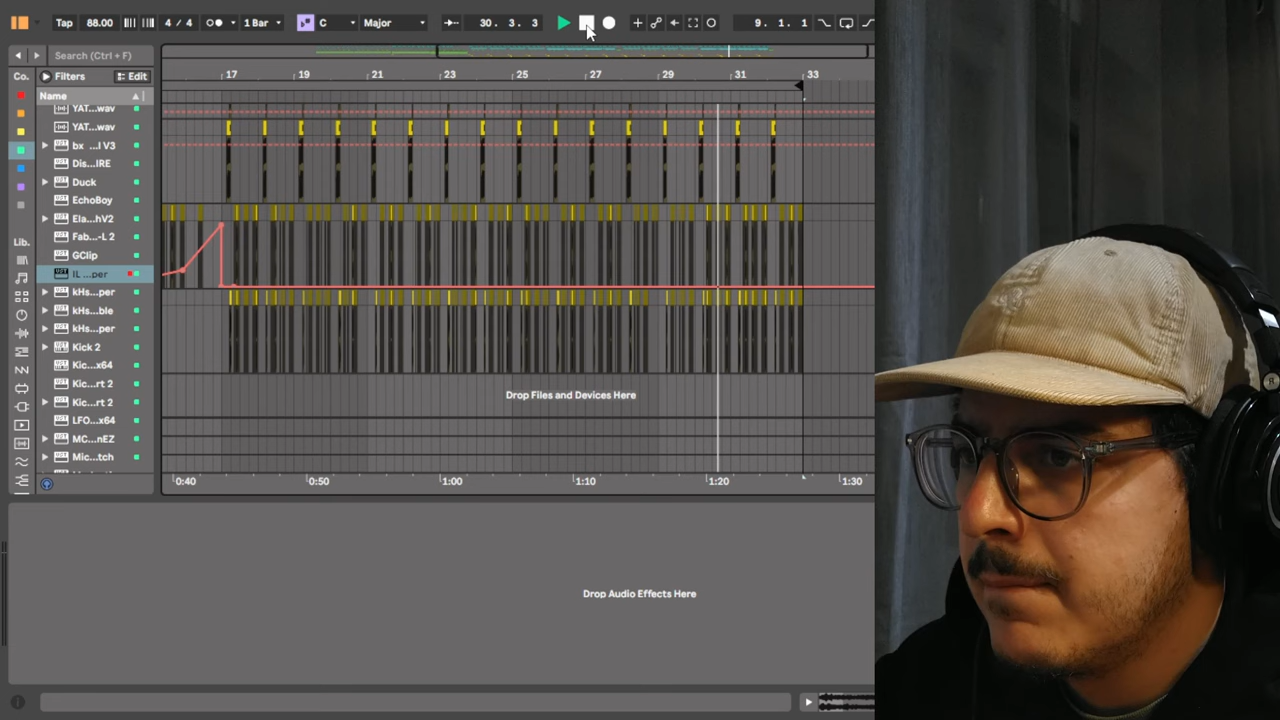 Tap 88.00 4 / 4 1 Bar C Major 30. 3. 3 9. 1. 1
Search (Ctrl + F)
Co. Filters Edit
Name
YAT...wav
YAT...wav
bx ...l V3
Dis...IRE
Duck
EchoBoy
Ela...hV2
Fab...-L 2
GClip
IL ...per
kHs...per
kHs...ble
kHs...per
Kick 2
Kic...x64
Kic...rt 2
Kic...rt 2
LFO...x64
MC...nEZ
Mic...tch
Lib.
17 19 21 23 25 27 29 31 33
Drop Files and Devices Here
0:40 0:50 1:00 1:10 1:20 1:30
Drop Audio Effects Here